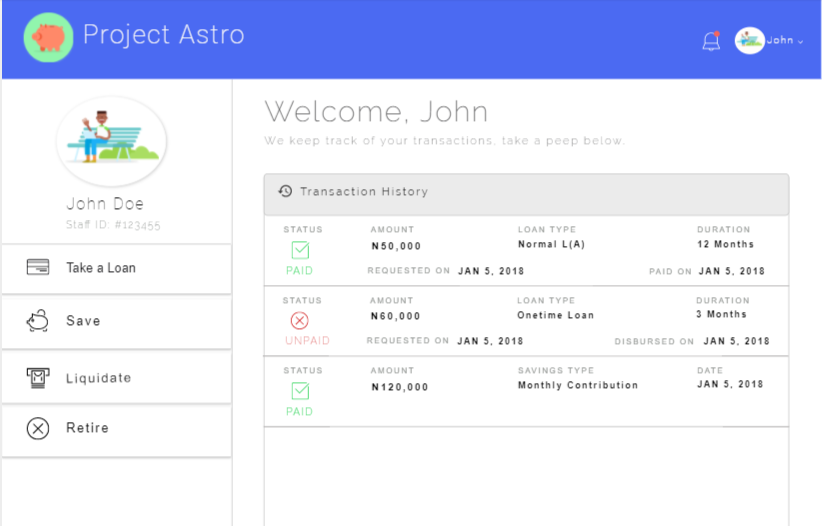 Project Astro
John
John Doe
Staff ID: #123455
Take a Loan
Save
Liquidate
Retire
Welcome, John
We keep track of your transactions, take a peep below.
Transaction History
STATUS AMOUNT LOAN TYPE DURATION
N50,000 Normal L(A) 12 Months
PAID REQUESTED ON JAN 5, 2018 PAID ON JAN 5, 2018
STATUS AMOUNT LOAN TYPE DURATION
N60,000 Onetime Loan 3 Months
UNPAID REQUESTED ON JAN 5, 2018 DISBURSED ON JAN 5, 2018
STATUS AMOUNT SAVINGS TYPE DATE
N120,000 Monthly Contribution JAN 5, 2018
PAID